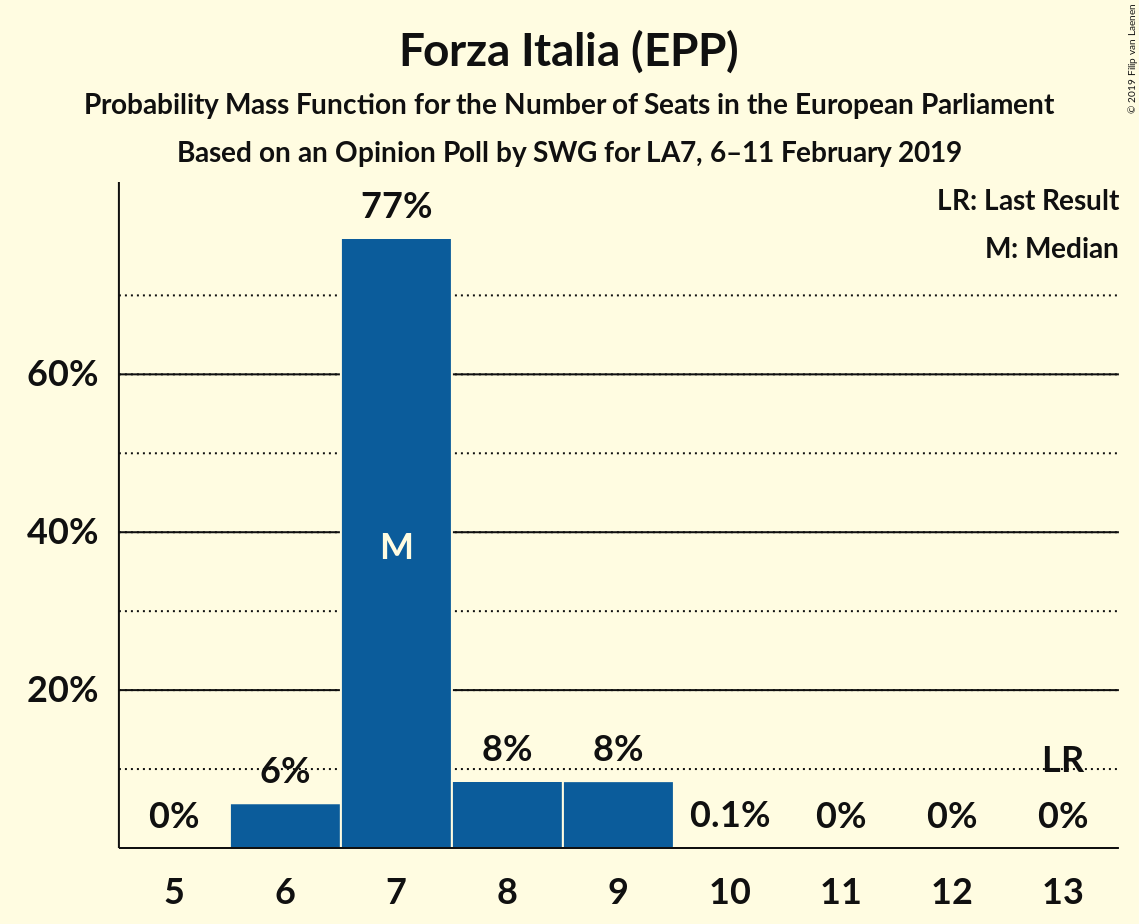 Forza Italia (EPP)
Probability Mass Function for the Number of Seats in the European Parliament
Based on an Opinion Poll by SWG for LA7, 6–11 February 2019
© 2019 Filip van Laenen
LR: Last Result
M: Median
77%
60%
40%
M
20%
8% 8%
6%
LR
0% 0.1% 0% 0% 0%
5 6 7 8 9 10 11 12 13